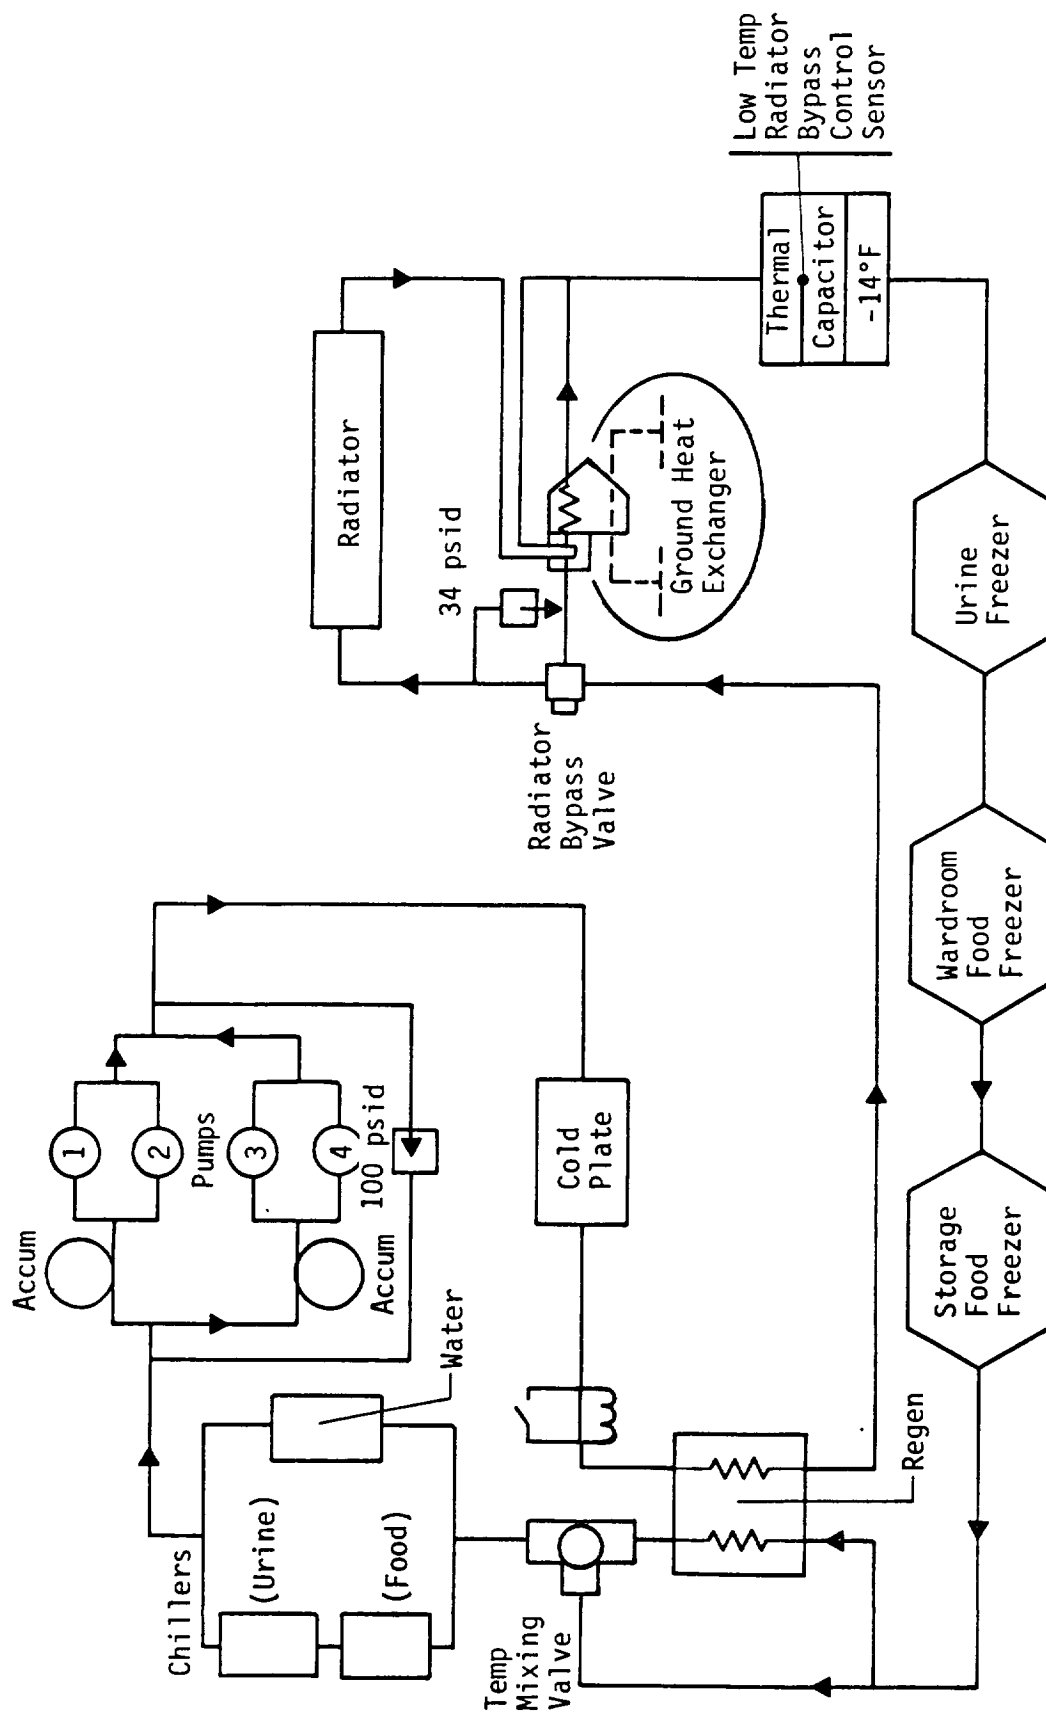 Accum
1
2
Pumps
3
4
100 psid
Accum
Chillers
(Urine)
(Food)
Water
Temp
Mixing
Valve
Cold
Plate
Regen
Radiator
34 psid
Radiator
Bypass
Valve
Ground Heat
Exchanger
Low Temp
Radiator
Bypass
Control
Sensor
Thermal
Capacitor
-14°F
Storage
Food
Freezer
Wardroom
Food
Freezer
Urine
Freezer